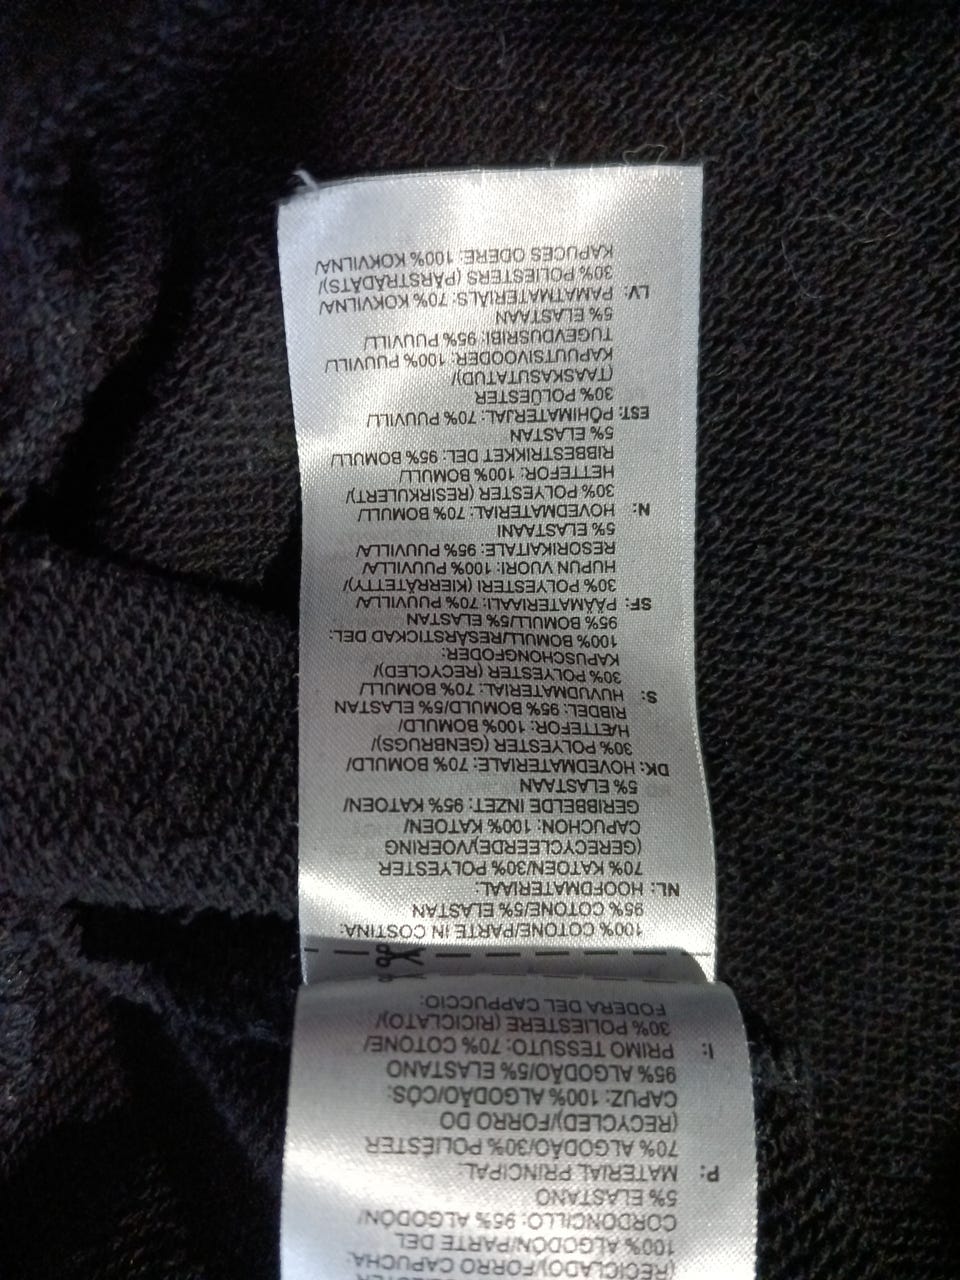 (RECICLADO)/FORRO CAPUCHA:
100% ALGODÓN/PARTE DEL
CORDONCILLO: 95% ALGODÓN/
5% ELASTANO
P: MATERIAL PRINCIPAL:
70% ALGODÃO/30% POLIÉSTER
(RECYCLED)/FORRO DO
CAPUZ: 100% ALGODÃO/CÓS:
95% ALGODÃO/5% ELASTANO
I: PRIMO TESSUTO: 70% COTONE/
30% POLIESTERE (RICICLATO)/
FODERA DEL CAPPUCCIO:
100% COTONE/PARTE IN COSTINA:
95% COTONE/5% ELASTAN
NL: HOOFDMATERIAAL:
70% KATOEN/30% POLYESTER
(GERECYCLEERDE)/VOERING
CAPUCHON: 100% KATOEN/
GERIBBELDE INZET: 95% KATOEN/
5% ELASTAAN
DK: HOVEDMATERIALE: 70% BOMULD/
30% POLYESTER (GENBRUGS)/
HÆTTEFOR: 100% BOMULD/
RIBDEL: 95% BOMULD/5% ELASTAN
S: HUVUDMATERIAL: 70% BOMULL/
30% POLYESTER (RECYCLED)/
KAPUSCHONGFODER:
100% BOMULL/RESÅRSTICKAD DEL:
95% BOMULL/5% ELASTAN
SF: PÄÄMATERIAALI: 70% PUUVILLA/
30% POLYESTERI (KIERRÄTETTY)/
HUPUN VUORI: 100% PUUVILLA/
RESORIKAITALE: 95% PUUVILLA/
5% ELASTAANI
N: HOVEDMATERIAL: 70% BOMULL/
30% POLYESTER (RESIRKULERT)/
HETTEFOR: 100% BOMULL/
RIBBESTRIKKET DEL: 95% BOMULL/
5% ELASTAN
EST: PÕHIMATERJAL: 70% PUUVILL/
30% POLÜESTER
(TAASKASUTATUD)/
KAPUUTSIVOODER: 100% PUUVILL/
TUGEVDUSRIBI: 95% PUUVILL/
5% ELASTAAN
LV: PAMATMATERIĀLS: 70% KOKVILNA/
30% POLIESTERS (PĀRSTRĀDĀTS)/
KAPUCES ODERE: 100% KOKVILNA/